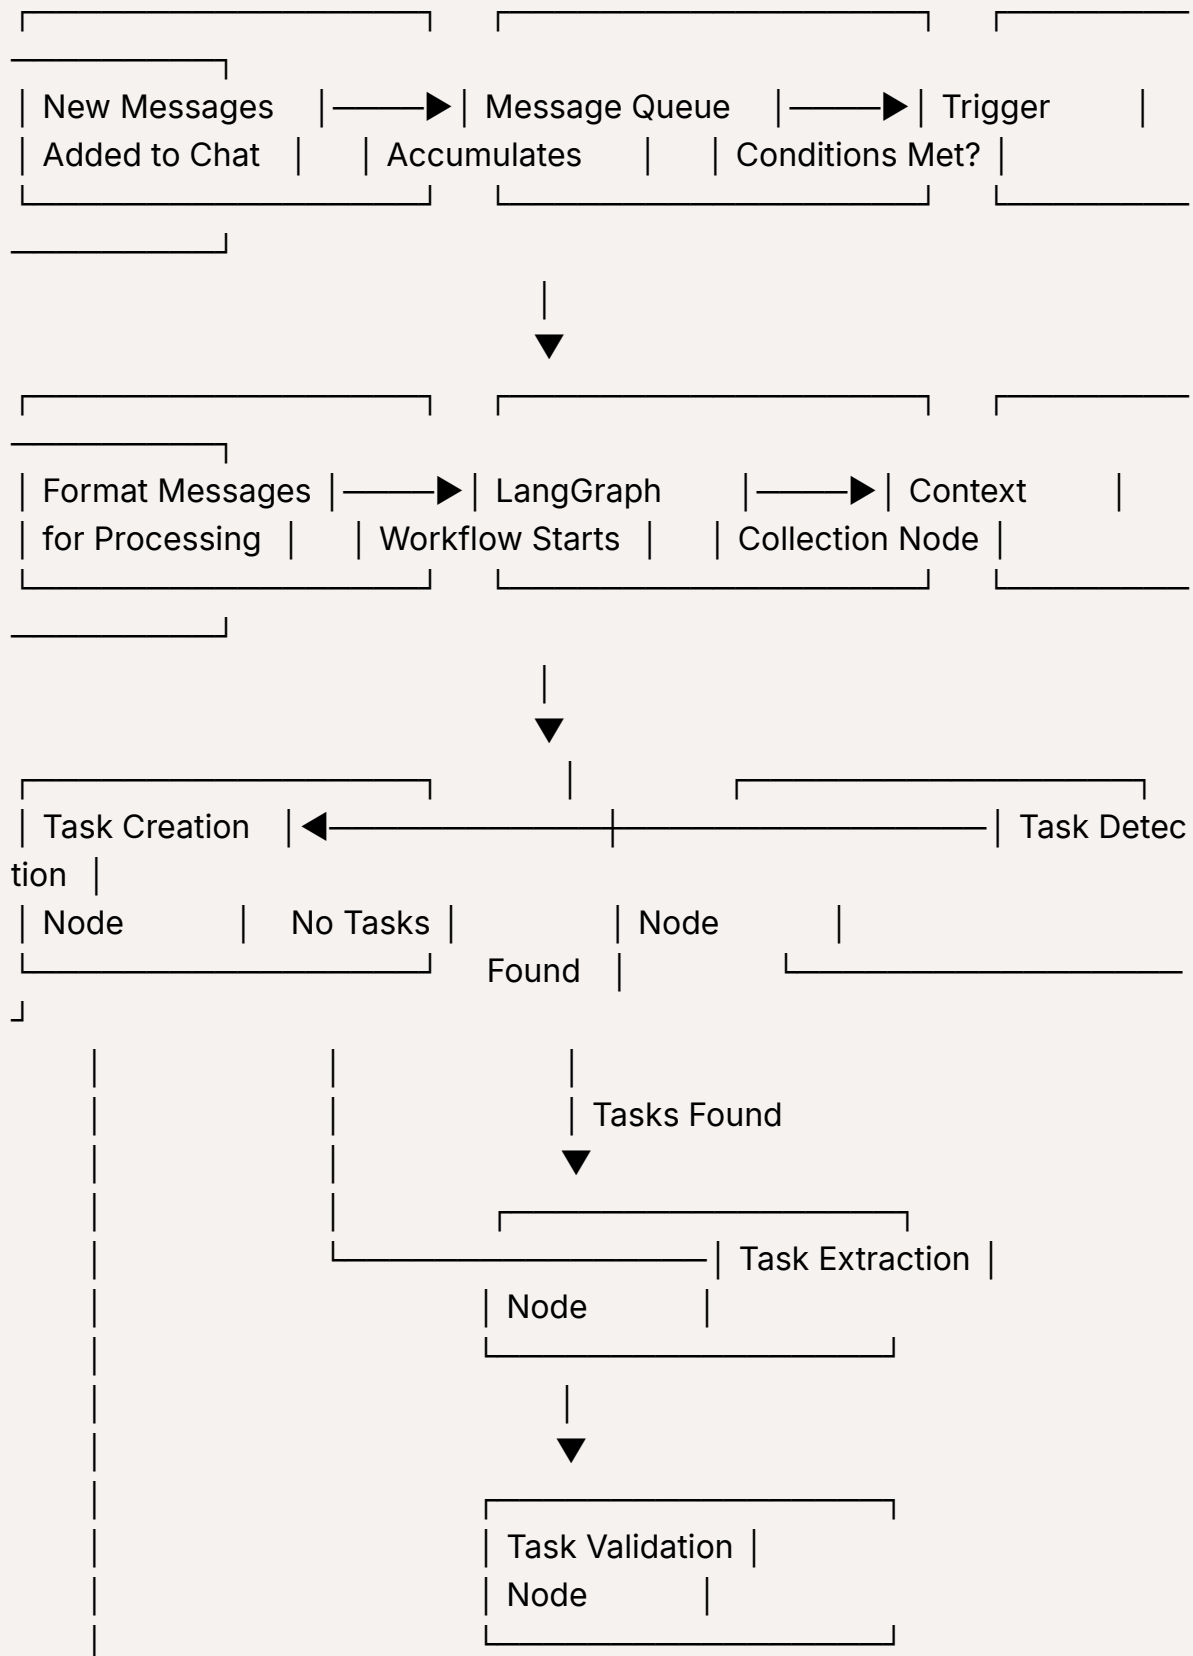 New Messages Message Queue Trigger
Added to Chat Accumulates Conditions Met?
Format Messages LangGraph Context
for Processing Workflow Starts Collection Node
Task Creation Task Detec
tion
Node No Tasks Node
Found
Tasks Found
Task Extraction
Node
Task Validation
Node